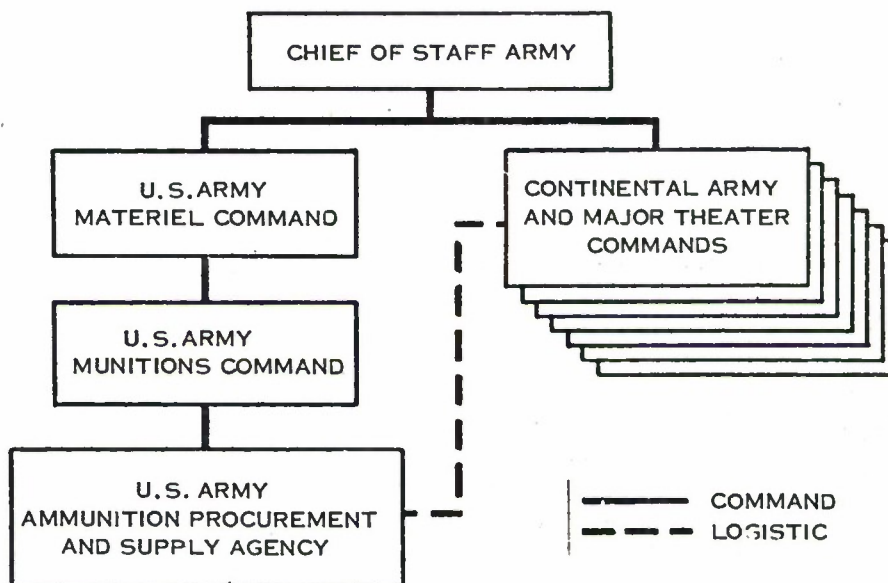 CHIEF OF STAFF ARMY
U.S. ARMY
MATERIEL COMMAND
CONTINENTAL ARMY
AND MAJOR THEATER
COMMANDS
U.S. ARMY
MUNITIONS COMMAND
U.S. ARMY
AMMUNITION PROCUREMENT
AND SUPPLY AGENCY
COMMAND
LOGISTIC